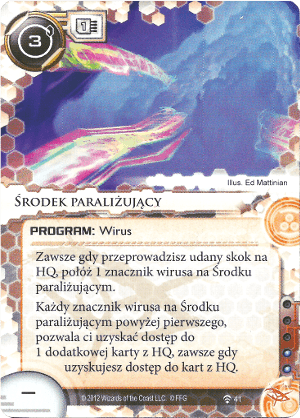 3
1
Illus. Ed Mattinian
ŚRODEK PARALIŻUJĄCY
PROGRAM: Wirus
Zawsze gdy przeprowadzisz udany skok na
HQ, połóż 1 znacznik wirusa na Środku
paraliżującym.
Każdy znacznik wirusa na Środku
paraliżującym powyżej pierwszego,
pozwala ci uzyskać dostęp do
1 dodatkowej karty z HQ, zawsze gdy
uzyskujesz dostęp do kart z HQ.
–
© 2012 Wizards of the Coast LLC. © FFG
41